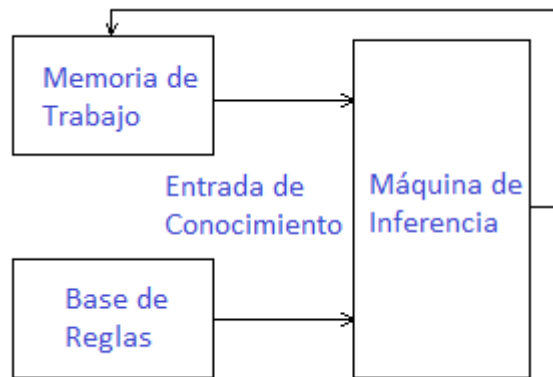 Memoria de
Trabajo
Entrada de
Conocimiento
Máquina de
Inferencia
Base de
Reglas